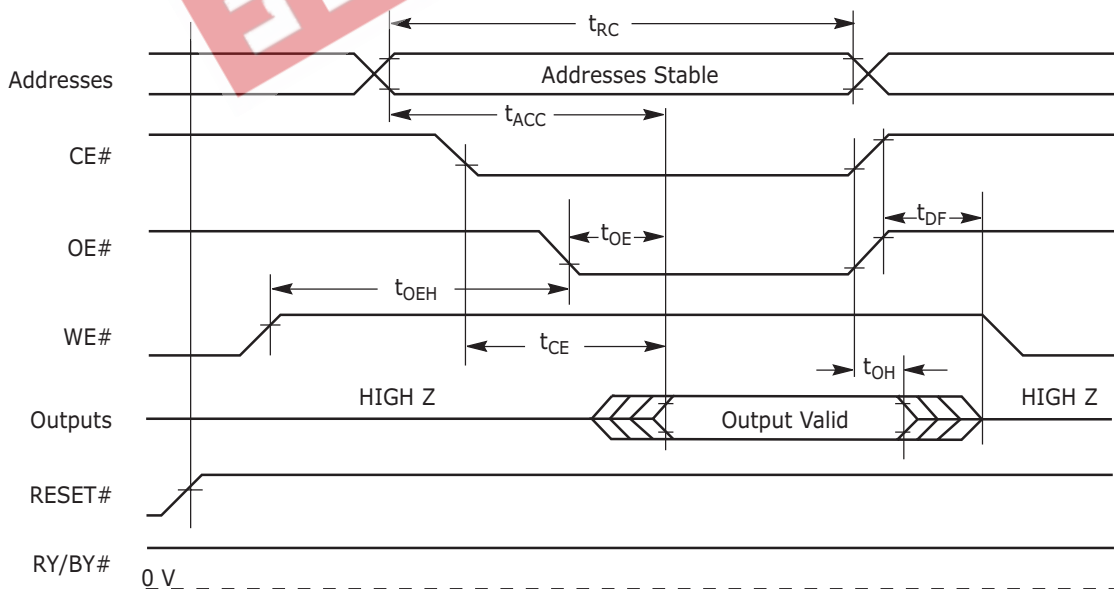 tRC
Addresses
Addresses Stable
tACC
CE#
OE#
tOE
tDF
tOEH
WE#
tCE
tOH
Outputs
HIGH Z
Output Valid
HIGH Z
RESET#
RY/BY#
0 V